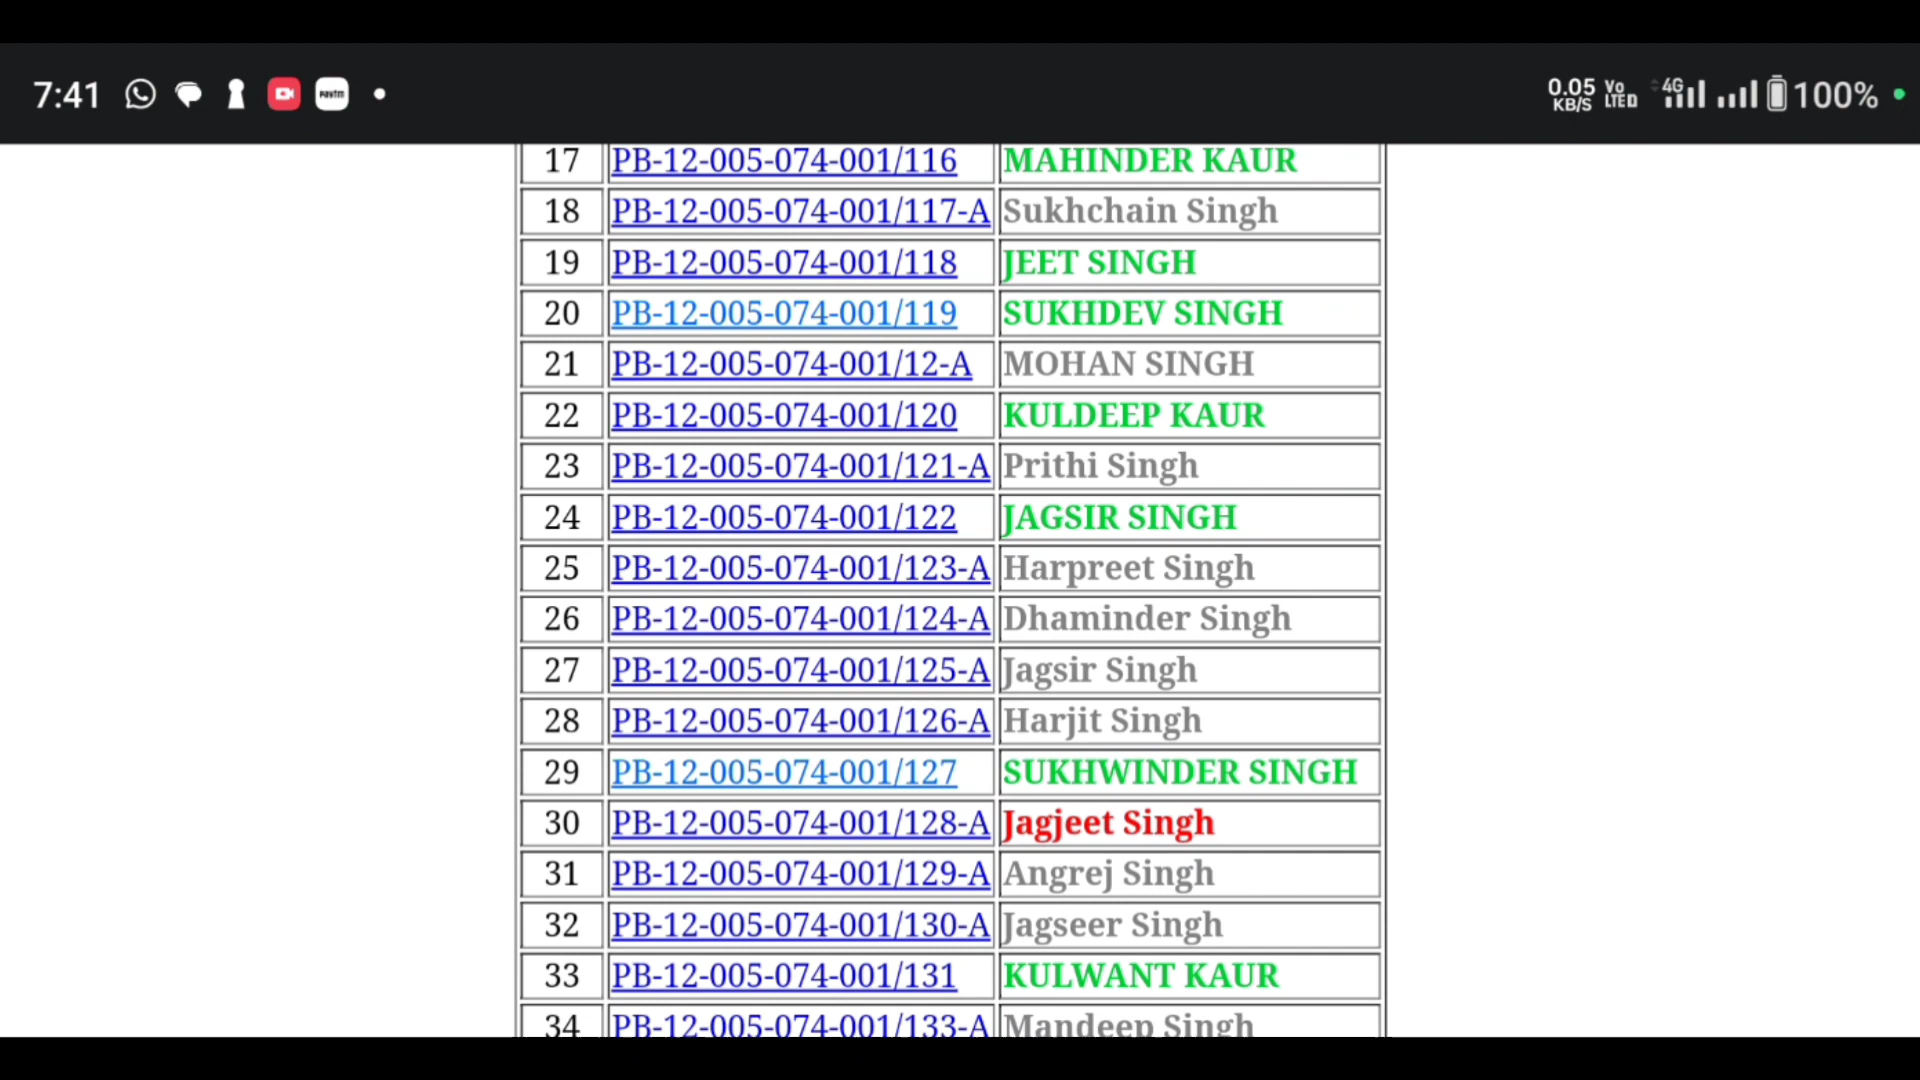 7:41 paytm 0.05 KB/S Vo LTED 4G 100%
17 PB-12-005-074-001/116 MAHINDER KAUR
18 PB-12-005-074-001/117-A Sukhchain Singh
19 PB-12-005-074-001/118 JEET SINGH
20 PB-12-005-074-001/119 SUKHDEV SINGH
21 PB-12-005-074-001/12-A MOHAN SINGH
22 PB-12-005-074-001/120 KULDEEP KAUR
23 PB-12-005-074-001/121-A Prithi Singh
24 PB-12-005-074-001/122 JAGSIR SINGH
25 PB-12-005-074-001/123-A Harpreet Singh
26 PB-12-005-074-001/124-A Dhaminder Singh
27 PB-12-005-074-001/125-A Jagsir Singh
28 PB-12-005-074-001/126-A Harjit Singh
29 PB-12-005-074-001/127 SUKHWINDER SINGH
30 PB-12-005-074-001/128-A Jagjeet Singh
31 PB-12-005-074-001/129-A Angrej Singh
32 PB-12-005-074-001/130-A Jagseer Singh
33 PB-12-005-074-001/131 KULWANT KAUR
34 PB-12-005-074-001/133-A Mandeep Singh